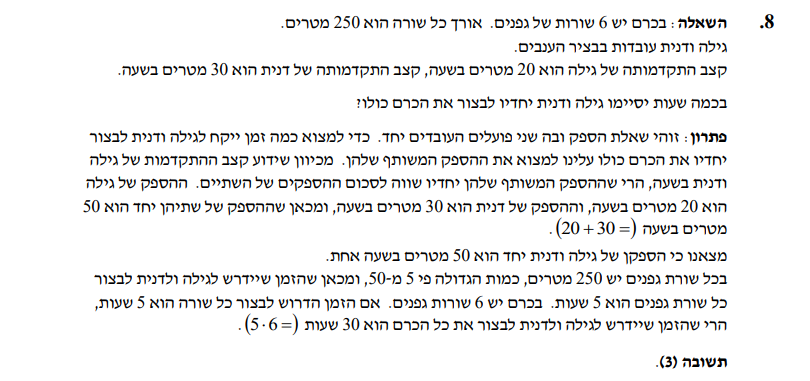 8. השאלה: בכרם יש 6 שורות של גפנים. אורך כל שורה הוא 250 מטרים.
גילה ודנית עובדות בבציר הענבים.
קצב התקדמותה של גילה הוא 20 מטרים בשעה, קצב התקדמותה של דנית הוא 30 מטרים בשעה.
בכמה שעות יסיימו גילה ודנית יחדיו לבצור את הכרם כולו?
פתרון: זוהי שאלת הספק ובה שני פועלים העובדים יחד. כדי למצוא כמה זמן ייקח לגילה ודנית לבצור
יחדיו את הכרם כולו עלינו למצוא את ההספק המשותף שלהן. מכיוון שידוע קצב ההתקדמות של גילה
ודנית בשעה, הרי שההספק המשותף שלהן יחדיו שווה לסכום ההספקים של השתיים. ההספק של גילה
הוא 20 מטרים בשעה, וההספק של דנית הוא 30 מטרים בשעה, ומכאן שההספק של שתיהן יחד הוא 50
מטרים בשעה (20 + 30 =).
מצאנו כי הספקן של גילה ודנית יחד הוא 50 מטרים בשעה אחת.
בכל שורת גפנים יש 250 מטרים, כמות הגדולה פי 5 מ-50, ומכאן שהזמן שיידרש לגילה ולדנית לבצור
כל שורת גפנים הוא 5 שעות. בכרם יש 6 שורות גפנים. אם הזמן הדרוש לבצור כל שורה הוא 5 שעות,
הרי שהזמן שיידרש לגילה ולדנית לבצור את כל הכרם הוא 30 שעות (5·6 =).
תשובה (3).